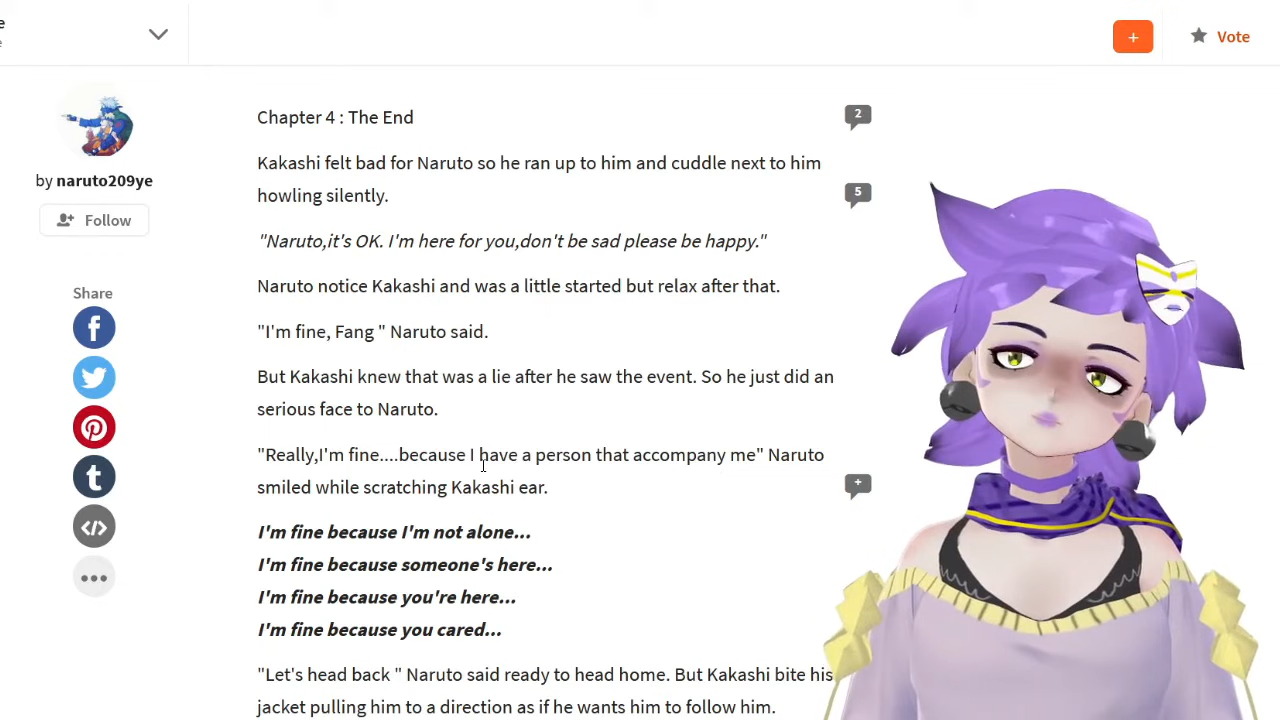 e
e
+
Vote
by naruto209ye
Follow
Share
Chapter 4 : The End
2
Kakashi felt bad for Naruto so he ran up to him and cuddle next to him
howling silently.
5
"Naruto,it's OK. I'm here for you,don't be sad please be happy."
Naruto notice Kakashi and was a little started but relax after that.
"I'm fine, Fang " Naruto said.
But Kakashi knew that was a lie after he saw the event. So he just did an
serious face to Naruto.
"Really,I'm fine....because I have a person that accompany me" Naruto
smiled while scratching Kakashi ear.
+
I'm fine because I'm not alone...
I'm fine because someone's here...
I'm fine because you're here...
I'm fine because you cared...
"Let's head back " Naruto said ready to head home. But Kakashi bite his
jacket pulling him to a direction as if he wants him to follow him.